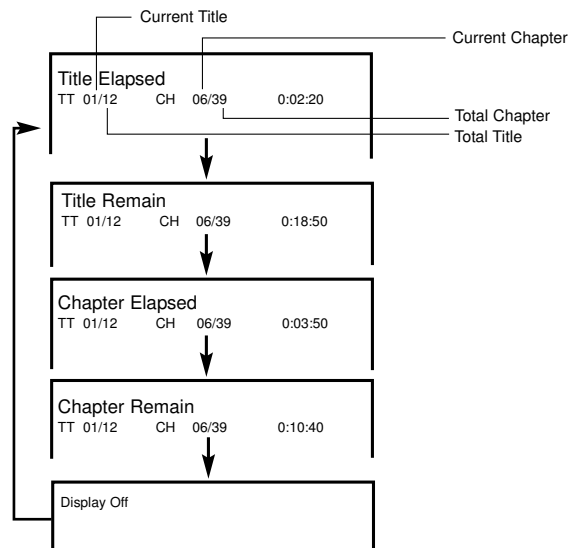 Current Title
Current Chapter
Title Elapsed
TT 01/12 CH 06/39 0:02:20
Total Chapter
Total Title
Title Remain
TT 01/12 CH 06/39 0:18:50
Chapter Elapsed
TT 01/12 CH 06/39 0:03:50
Chapter Remain
TT 01/12 CH 06/39 0:10:40
Display Off